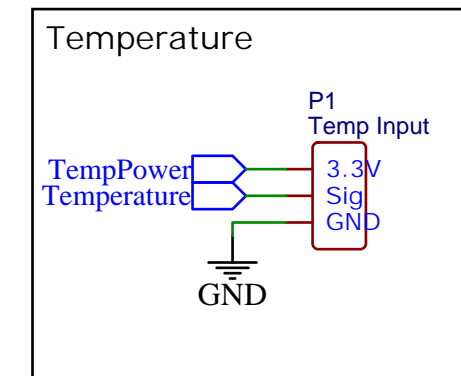 Temperature
P1
Temp Input
TempPower
3.3V
Temperature
Sig
GND
GND